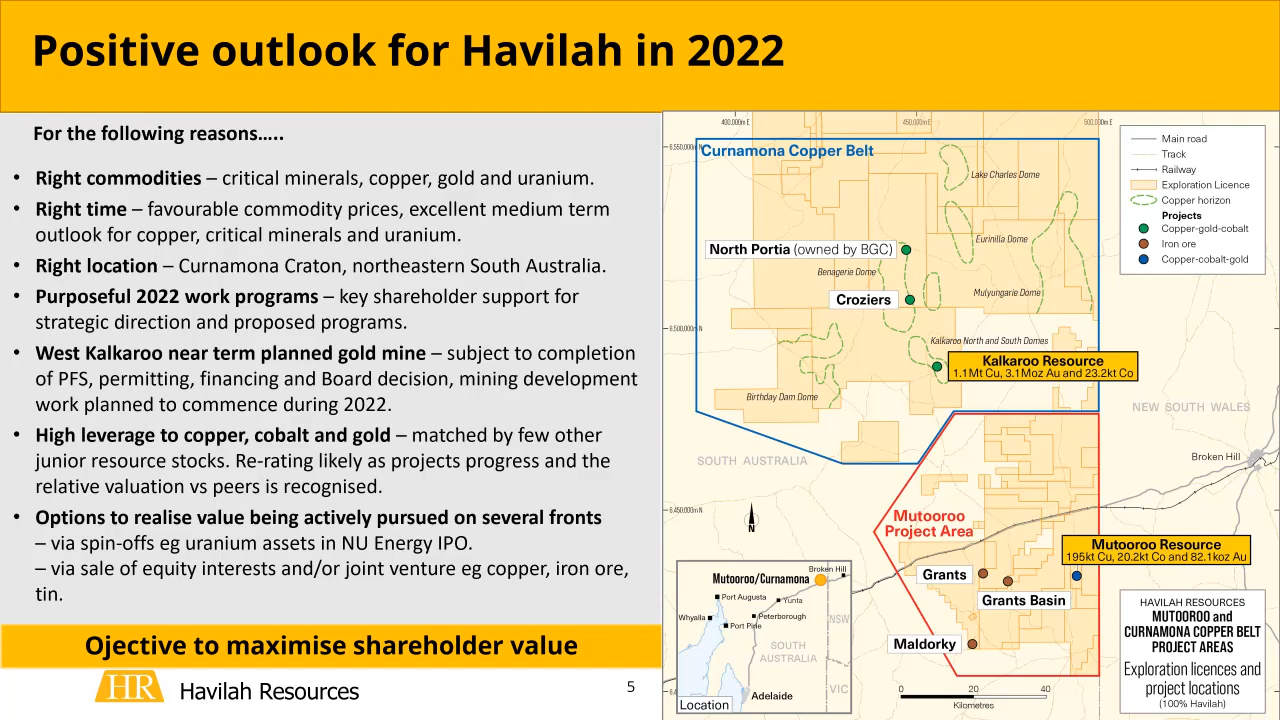 Positive outlook for Havilah in 2022
For the following reasons.....
• Right commodities – critical minerals, copper, gold and uranium.
• Right time – favourable commodity prices, excellent medium term
outlook for copper, critical minerals and uranium.
• Right location – Curnamona Craton, northeastern South Australia.
• Purposeful 2022 work programs – key shareholder support for
strategic direction and proposed programs.
• West Kalkaroo near term planned gold mine – subject to completion
of PFS, permitting, financing and Board decision, mining development
work planned to commence during 2022.
• High leverage to copper, cobalt and gold – matched by few other
junior resource stocks. Re-rating likely as projects progress and the
relative valuation vs peers is recognised.
• Options to realise value being actively pursued on several fronts
– via spin-offs eg uranium assets in NU Energy IPO.
– via sale of equity interests and/or joint venture eg copper, iron ore,
tin.
Ojective to maximise shareholder value
HR
Havilah Resources
5
400,000m E
450,000m E
500,000m E
6,550,000m N
Curnamona Copper Belt
Lake Charles Dome
Eurinilla Dome
North Portia (owned by BGC)
Benagerie Dome
Mulyungarie Dome
Croziers
6,500,000m N
Kalkaroo North and South Domes
Kalkaroo Resource
1.1Mt Cu, 3.1Moz Au and 23.2kt Co
Birthday Dam Dome
NEW SOUTH WALES
SOUTH AUSTRALIA
Broken Hill
6,450,000m N
N
Mutooroo
Project Area
Mutooroo Resource
195kt Cu, 20.2kt Co and 82.1koz Au
Grants
Grants Basin
Maldorky
0
20
40
Kilometres
Main road
Track
Railway
Exploration Licence
Copper horizon
Projects
Copper-gold-cobalt
Iron ore
Copper-cobalt-gold
Broken Hill
Mutooroo/Curnamona
Port Augusta
Yunta
Whyalla
Peterborough
Port Pirie
NSW
SOUTH
AUSTRALIA
VIC
Adelaide
Location
HAVILAH RESOURCES
MUTOOROO and
CURNAMONA COPPER BELT
PROJECT AREAS
Exploration licences and
project locations
(100% Havilah)